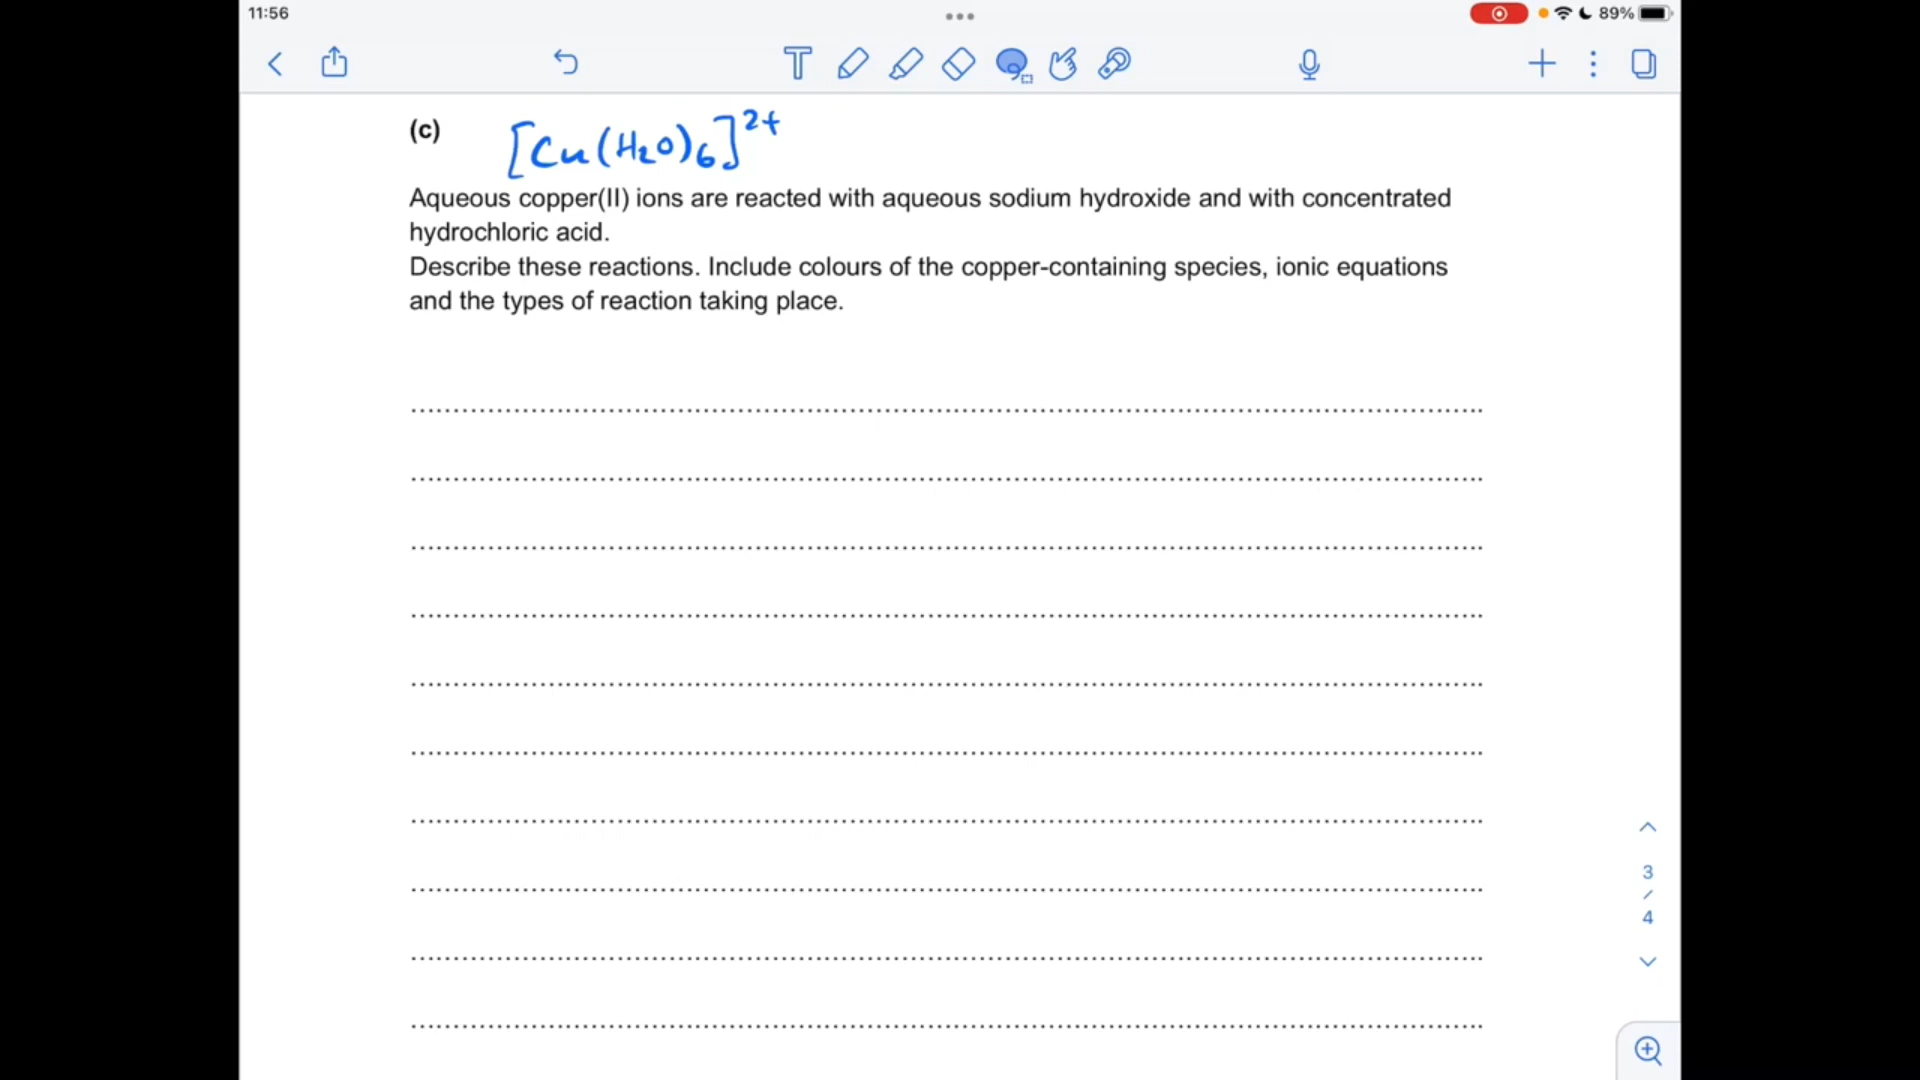 11:56
89%
T
(c) [Cu(H₂O)₆]²⁺
Aqueous copper(II) ions are reacted with aqueous sodium hydroxide and with concentrated
hydrochloric acid.
Describe these reactions. Include colours of the copper-containing species, ionic equations
and the types of reaction taking place.
3
/
4